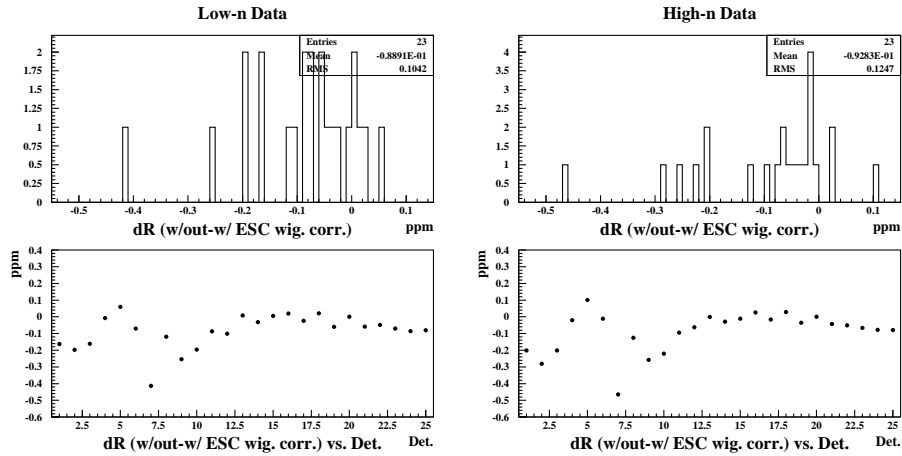 Low-n Data
Entries 23
Mean -0.8891E-01
RMS 0.1042
2
1.75
1.5
1.25
1
0.75
0.5
0.25
0
-0.5 -0.4 -0.3 -0.2 -0.1 0 0.1
dR (w/out-w/ ESC wig. corr.) ppm
High-n Data
Entries 23
Mean -0.9283E-01
RMS 0.1247
4
3.5
3
2.5
2
1.5
1
0.5
0
-0.5 -0.4 -0.3 -0.2 -0.1 0 0.1
dR (w/out-w/ ESC wig. corr.) ppm
ppm
0.4
0.3
0.2
0.1
0
-0.1
-0.2
-0.3
-0.4
-0.5
-0.6
2.5 5 7.5 10 12.5 15 17.5 20 22.5 25
dR (w/out-w/ ESC wig. corr.) vs. Det. Det.
ppm
0.4
0.3
0.2
0.1
0
-0.1
-0.2
-0.3
-0.4
-0.5
-0.6
2.5 5 7.5 10 12.5 15 17.5 20 22.5 25
dR (w/out-w/ ESC wig. corr.) vs. Det. Det.